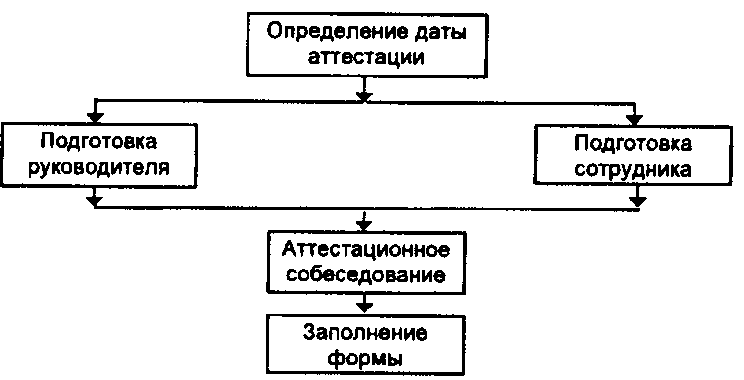 Определение даты
аттестации
Подготовка
руководителя
Подготовка
сотрудника
Аттестационное
собеседование
Заполнение
формы